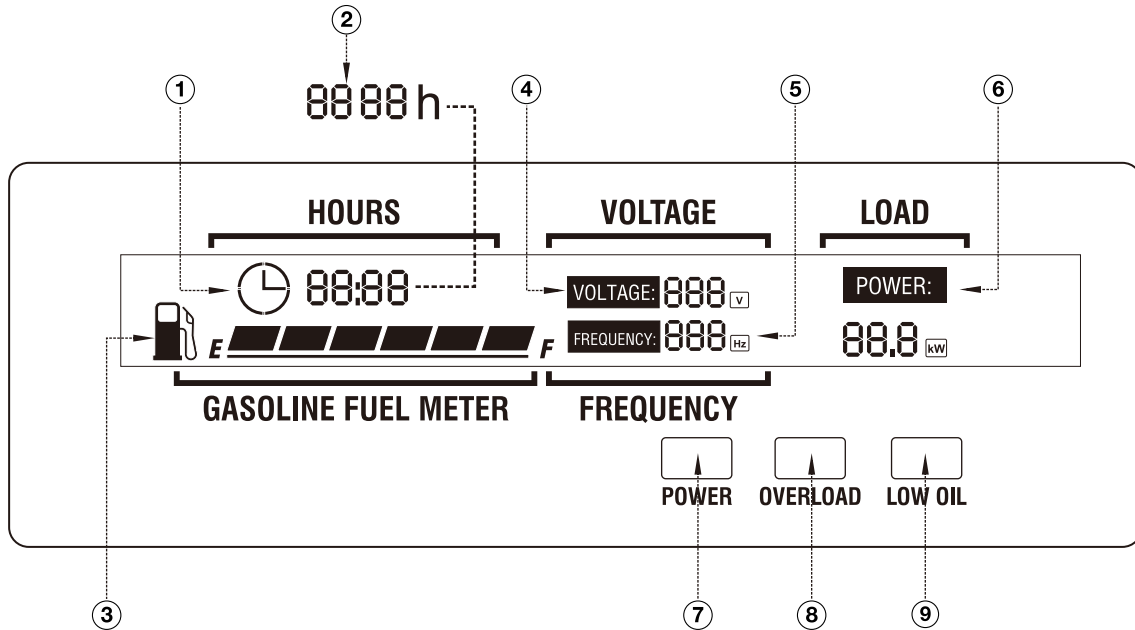 2
8888 h
1
4
5
6
HOURS
VOLTAGE
LOAD
88:88
VOLTAGE: 888 V
POWER:
E
F
FREQUENCY: 888 Hz
88.8 kW
3
GASOLINE FUEL METER
FREQUENCY
POWER
OVERLOAD
LOW OIL
7
8
9